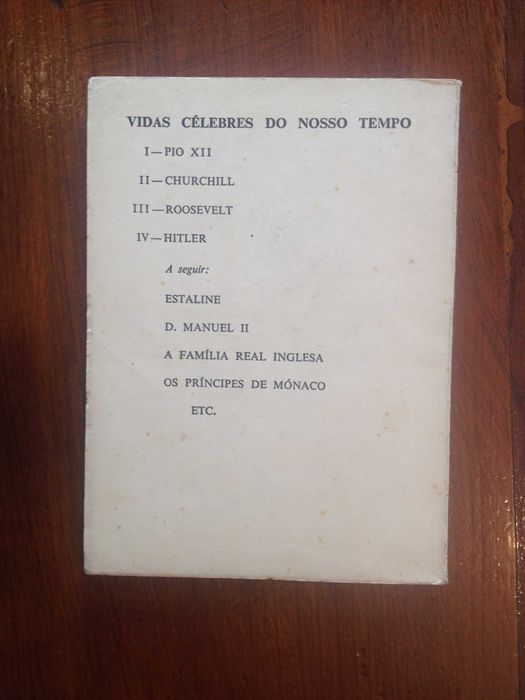 VIDAS CÉLEBRES DO NOSSO TEMPO
I—PIO XII
II—CHURCHILL
III—ROOSEVELT
IV—HITLER
A seguir:
ESTALINE
D. MANUEL II
A FAMÍLIA REAL INGLESA
OS PRÍNCIPES DE MÓNACO
ETC.